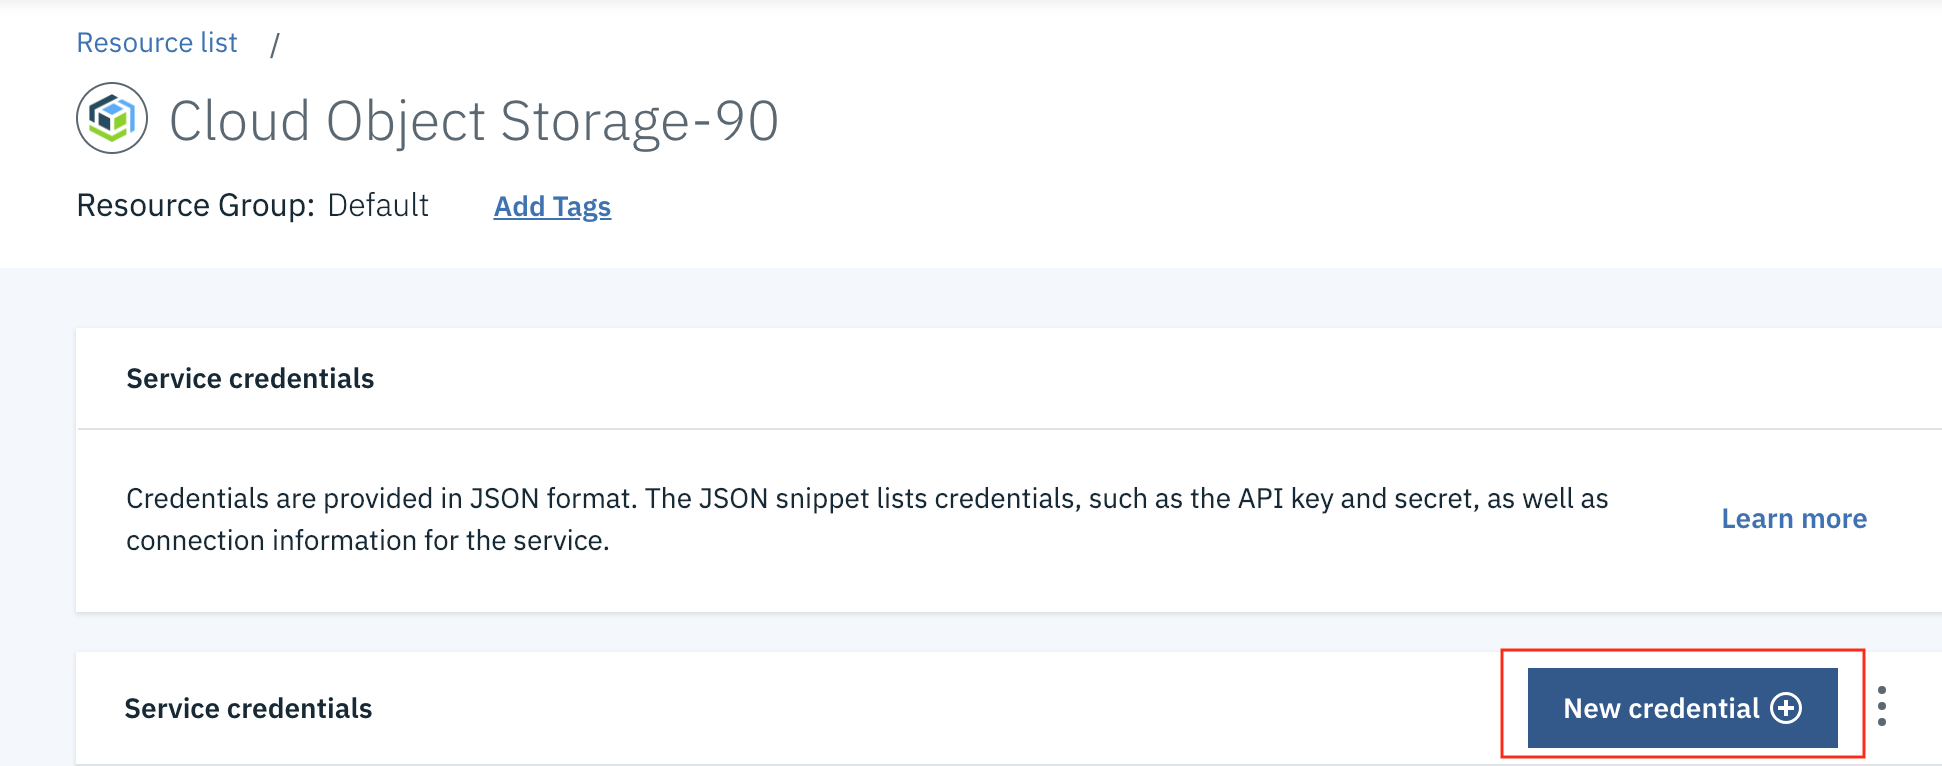 Resource list /
Cloud Object Storage-90
Resource Group: Default Add Tags
Service credentials
Credentials are provided in JSON format. The JSON snippet lists credentials, such as the API key and secret, as well as
connection information for the service.
Learn more
Service credentials
New credential